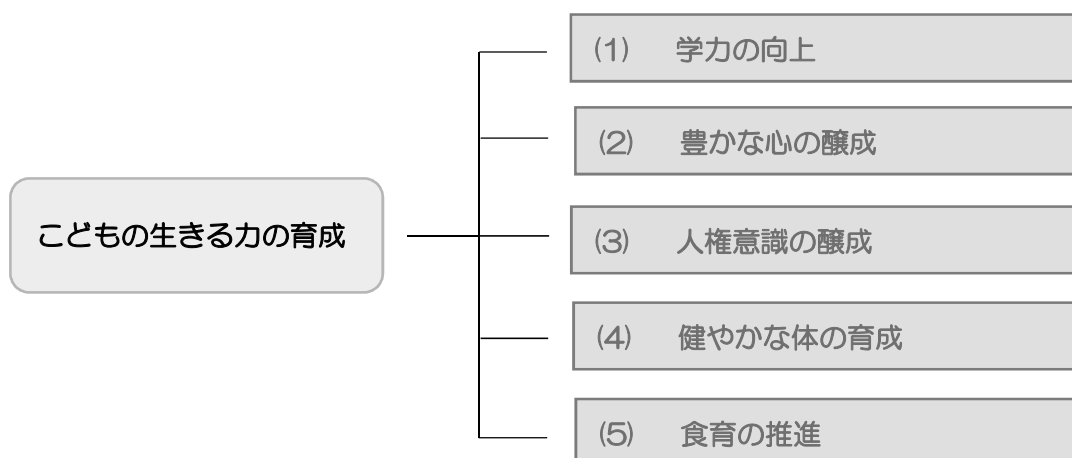 こどもの生きる力の育成
(1) 学力の向上
(2) 豊かな心の醸成
(3) 人権意識の醸成
(4) 健やかな体の育成
(5) 食育の推進